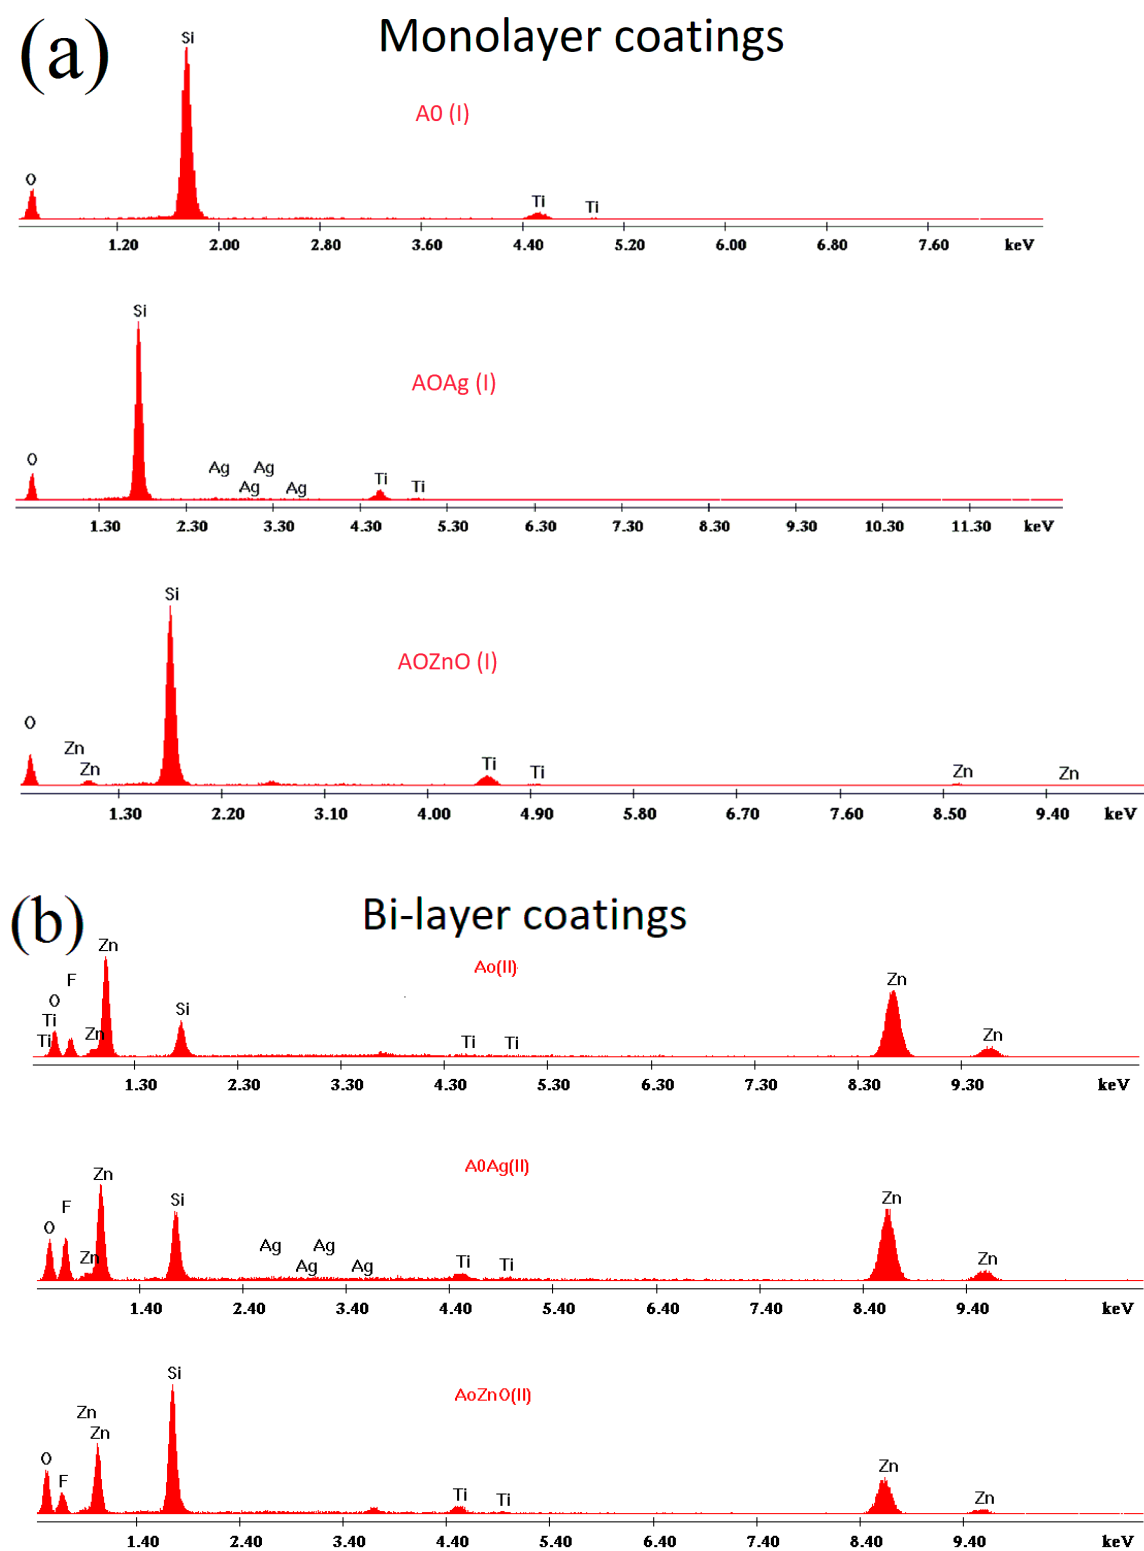 (a) Monolayer coatings
Si
A0 (I)
O
Ti
Ti
1.20 2.00 2.80 3.60 4.40 5.20 6.00 6.80 7.60 keV
Si
AOAg (I)
O
Ag Ag
Ag Ag
Ti Ti
1.30 2.30 3.30 4.30 5.30 6.30 7.30 8.30 9.30 10.30 11.30 keV
Si
AOZnO (I)
O
Zn
Zn Ti Ti Zn Zn
1.30 2.20 3.10 4.00 4.90 5.80 6.70 7.60 8.50 9.40 keV
(b) Bi-layer coatings
Zn
Ao(II)
F Zn
O
Si
Ti
Ti Zn Ti Ti Zn
1.30 2.30 3.30 4.30 5.30 6.30 7.30 8.30 9.30 keV
A0Ag(II)
Zn
F Si Zn
O
Ag Ag
Zn Ag Ag Ti Ti Zn
1.40 2.40 3.40 4.40 5.40 6.40 7.40 8.40 9.40 keV
Si
AoZnO(II)
Zn
Zn
O Zn
F Ti Ti Zn
1.40 2.40 3.40 4.40 5.40 6.40 7.40 8.40 9.40 keV